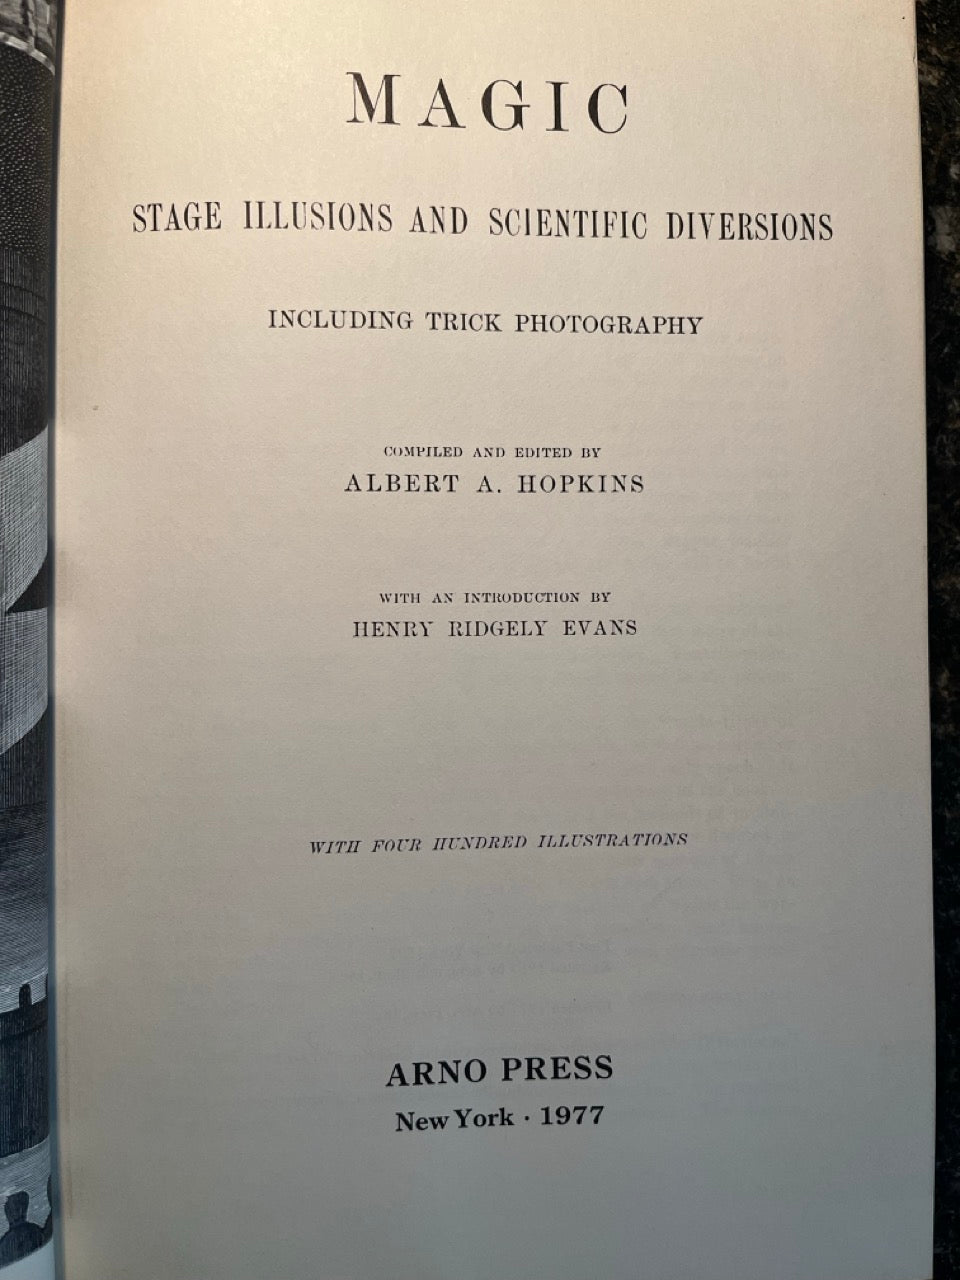 MAGIC
STAGE ILLUSIONS AND SCIENTIFIC DIVERSIONS
INCLUDING TRICK PHOTOGRAPHY
COMPILED AND EDITED BY
ALBERT A. HOPKINS
WITH AN INTRODUCTION BY
HENRY RIDGELY EVANS
WITH FOUR HUNDRED ILLUSTRATIONS
ARNO PRESS
New York · 1977